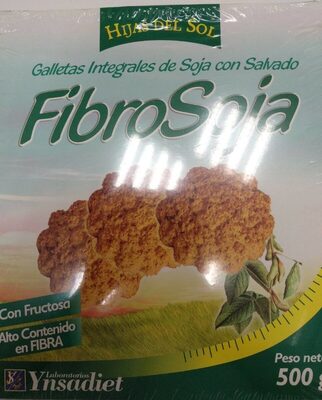 HIJAS DEL SOL
Galletas Integrales de Soja con Salvado
FibroSoja
Con Fructosa
Alto Contenido
en FIBRA
Laboratorios
Ynsadiet
Peso neto
500 g